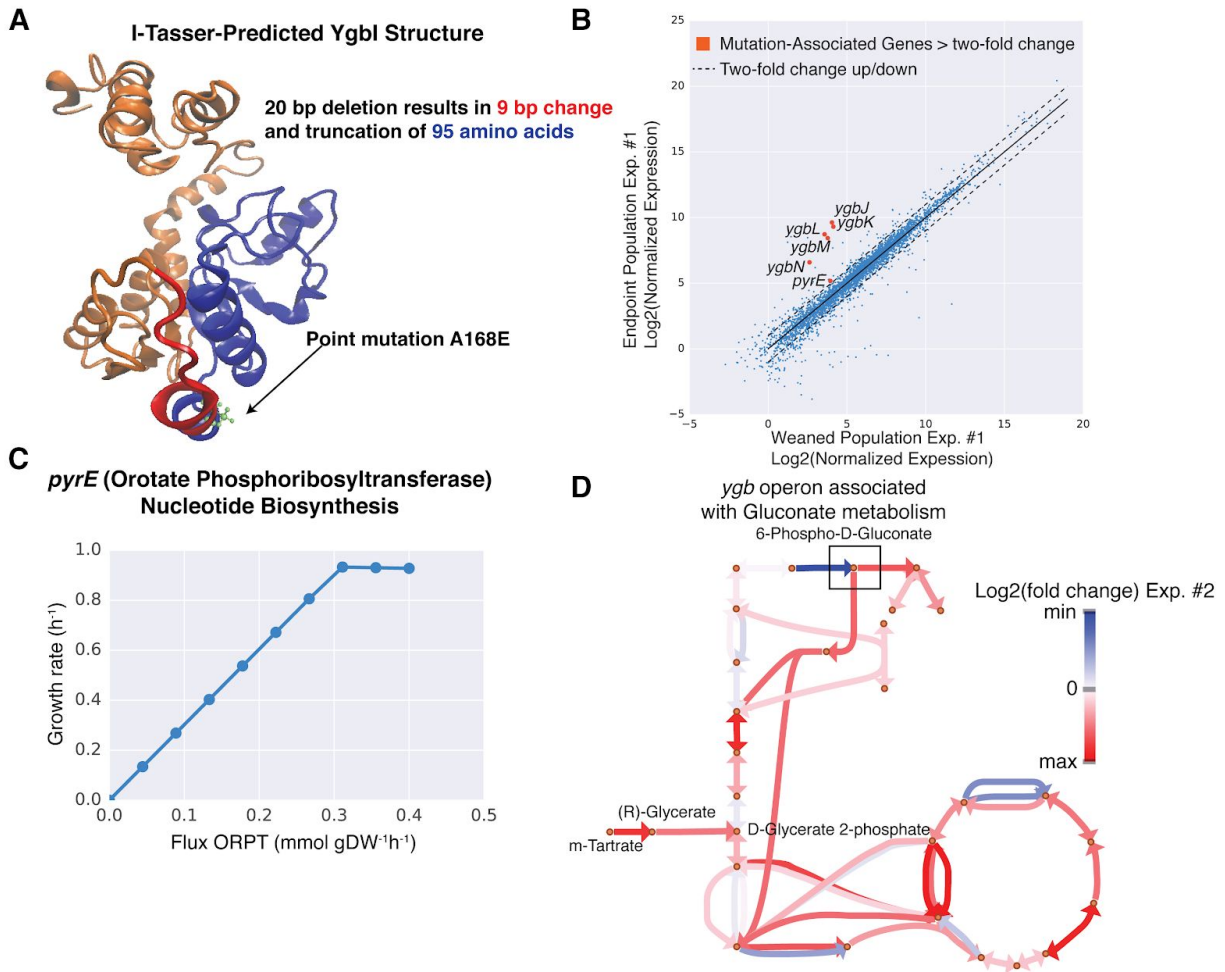 A
I-Tasser-Predicted YgbI Structure
20 bp deletion results in 9 bp change
and truncation of 95 amino acids
Point mutation A168E
B
25
20
15
10
5
0
−5
−5
0
5
10
15
20
Mutation-Associated Genes > two-fold change
Two-fold change up/down
ygbJ
ygbK
ygbL
ygbM
ygbN
pyrE
Endpoint Population Exp. #1
Log2(Normalized Expression)
Weaned Population Exp. #1
Log2(Normalized Expession)
C
pyrE (Orotate Phosphoribosyltransferase)
Nucleotide Biosynthesis
1.0
0.8
0.6
0.4
0.2
0.0
0.0
0.1
0.2
0.3
0.4
0.5
Growth rate (h⁻¹)
Flux ORPT (mmol gDW⁻¹h⁻¹)
D
ygb operon associated
with Gluconate metabolism
6-Phospho-D-Gluconate
Log2(fold change) Exp. #2
min
0
max
(R)-Glycerate
m-Tartrate
D-Glycerate 2-phosphate